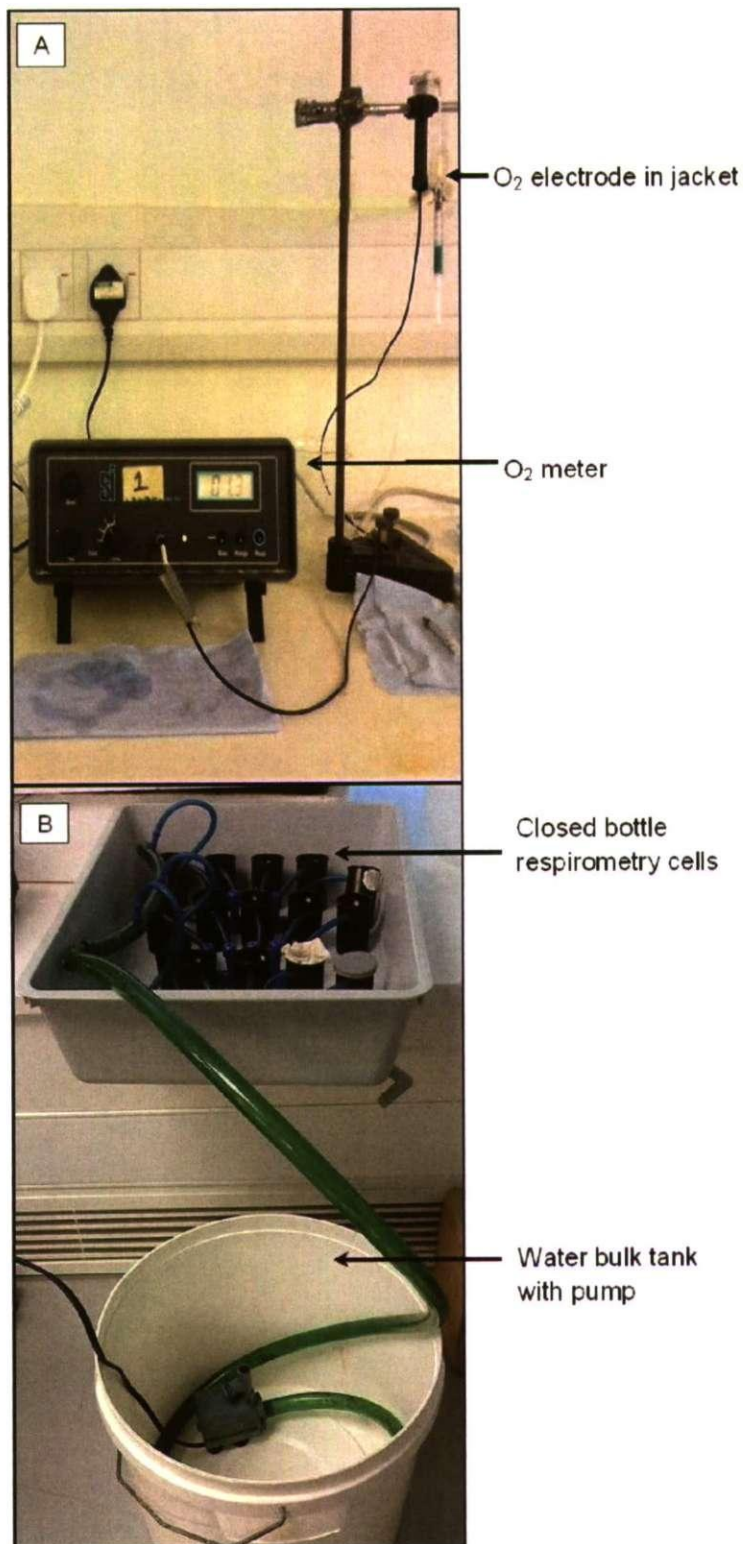 A
O₂ electrode in jacket
1
O₂ meter
B
Closed bottle
respirometry cells
Water bulk tank
with pump